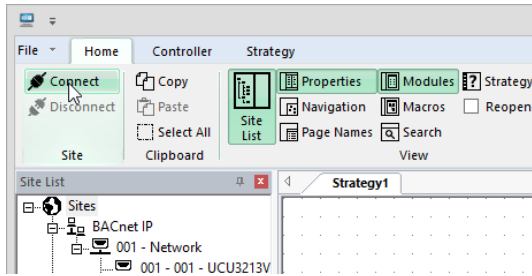 File Home Controller Strategy
Connect Copy Properties Modules Strategy
Disconnect Paste Navigation Macros Reopen
Select All Site List Page Names Search
Site Clipboard View
Site List Strategy1
Sites
BACnet IP
001 - Network
001 - 001 - UCU3213V